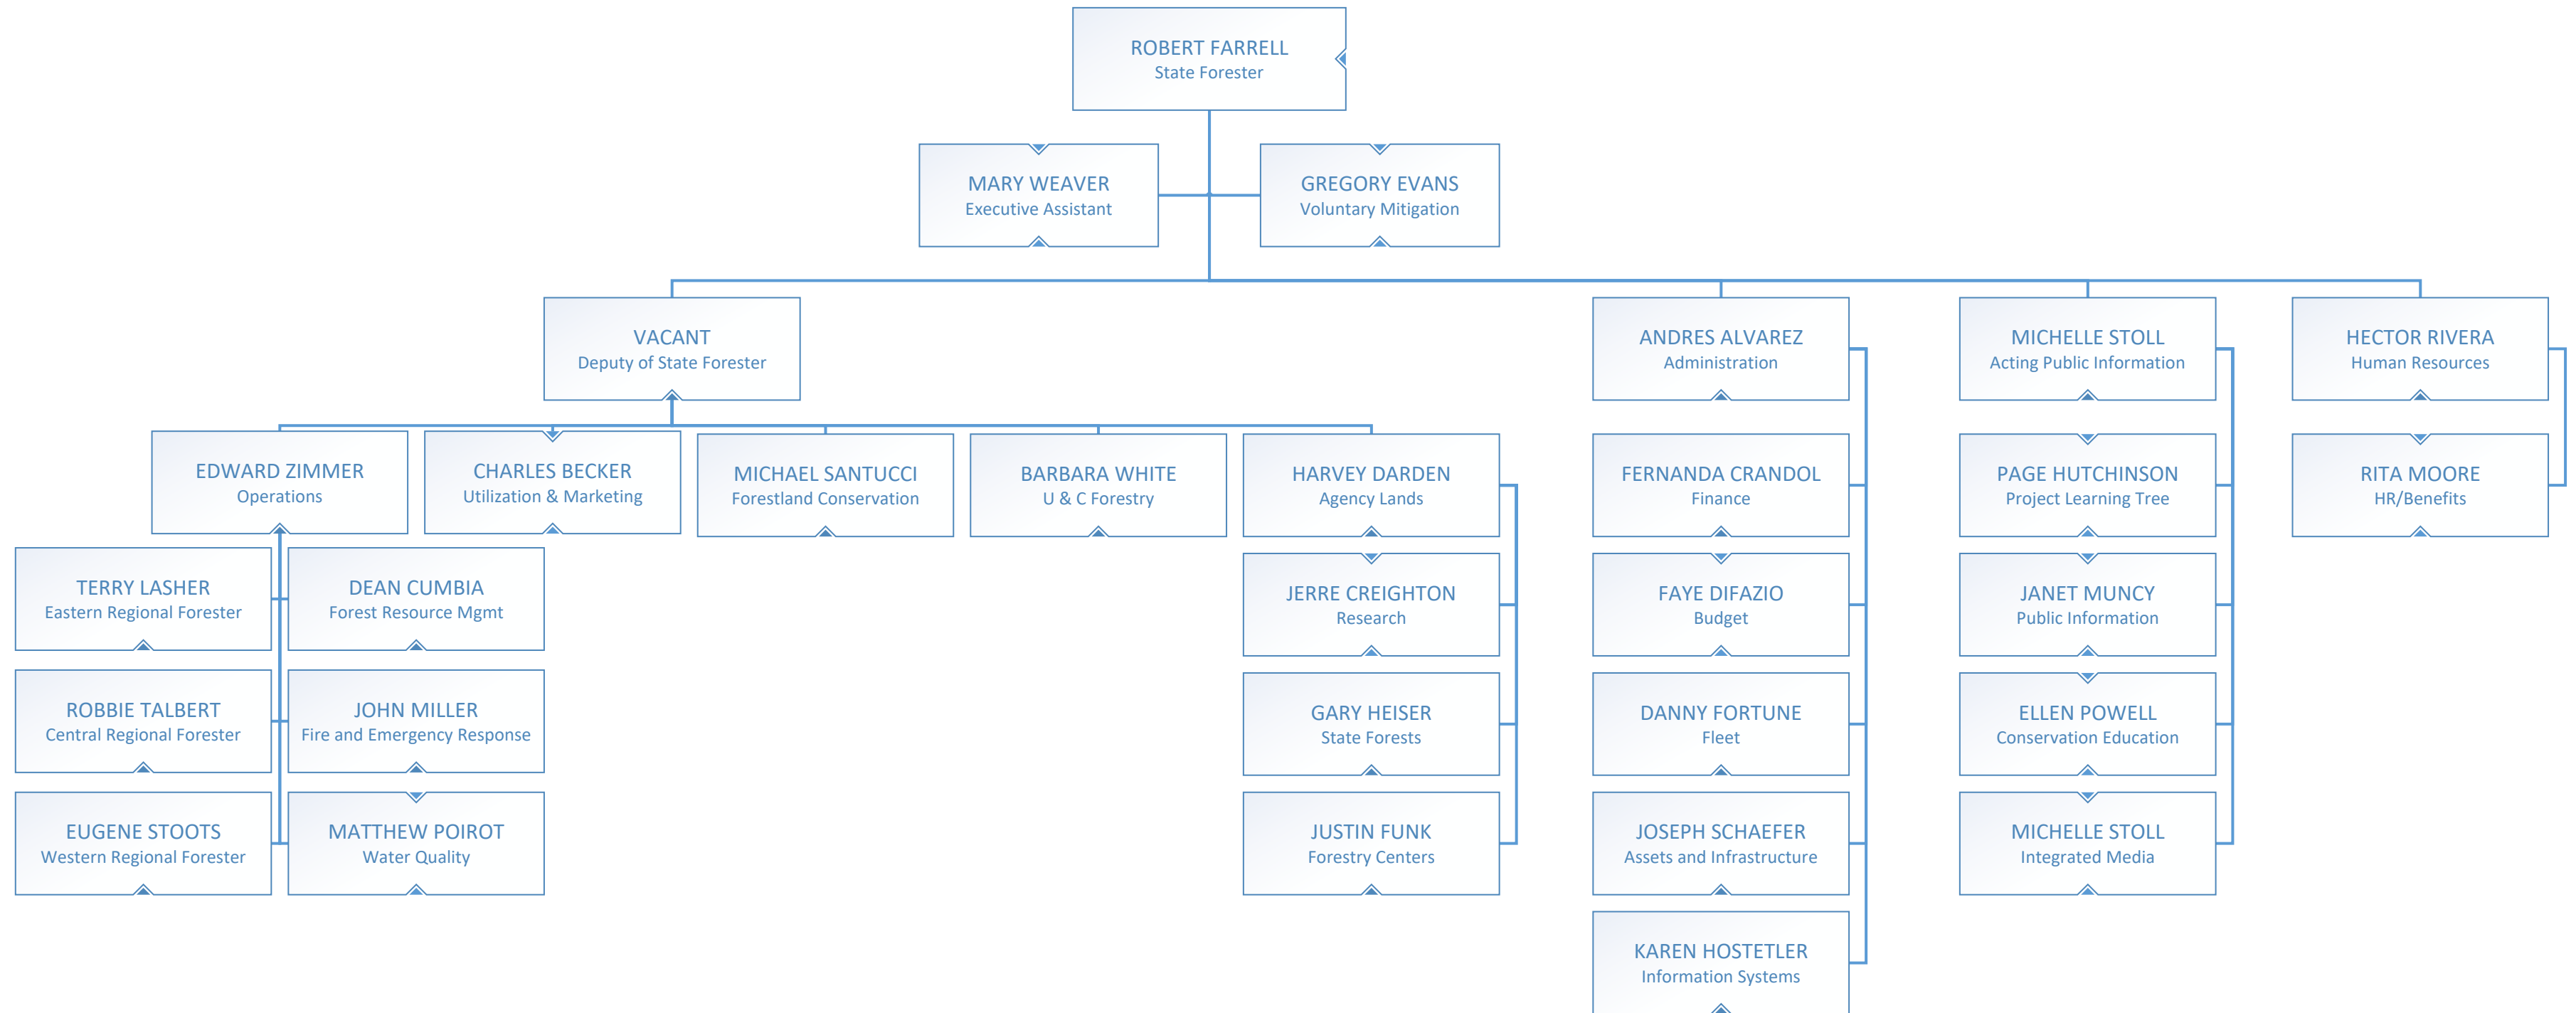 ROBERT FARRELL
State Forester
MARY WEAVER
Executive Assistant
GREGORY EVANS
Voluntary Mitigation
VACANT
Deputy of State Forester
ANDRES ALVAREZ
Administration
MICHELLE STOLL
Acting Public Information
HECTOR RIVERA
Human Resources
EDWARD ZIMMER
Operations
CHARLES BECKER
Utilization & Marketing
MICHAEL SANTUCCI
Forestland Conservation
BARBARA WHITE
U & C Forestry
HARVEY DARDEN
Agency Lands
FERNANDA CRANDOL
Finance
PAGE HUTCHINSON
Project Learning Tree
RITA MOORE
HR/Benefits
TERRY LASHER
Eastern Regional Forester
DEAN CUMBIA
Forest Resource Mgmt
JERRE CREIGHTON
Research
FAYE DIFAZIO
Budget
JANET MUNCY
Public Information
ROBBIE TALBERT
Central Regional Forester
JOHN MILLER
Fire and Emergency Response
GARY HEISER
State Forests
DANNY FORTUNE
Fleet
ELLEN POWELL
Conservation Education
EUGENE STOOTS
Western Regional Forester
MATTHEW POIROT
Water Quality
JUSTIN FUNK
Forestry Centers
JOSEPH SCHAEFER
Assets and Infrastructure
MICHELLE STOLL
Integrated Media
KAREN HOSTETLER
Information Systems